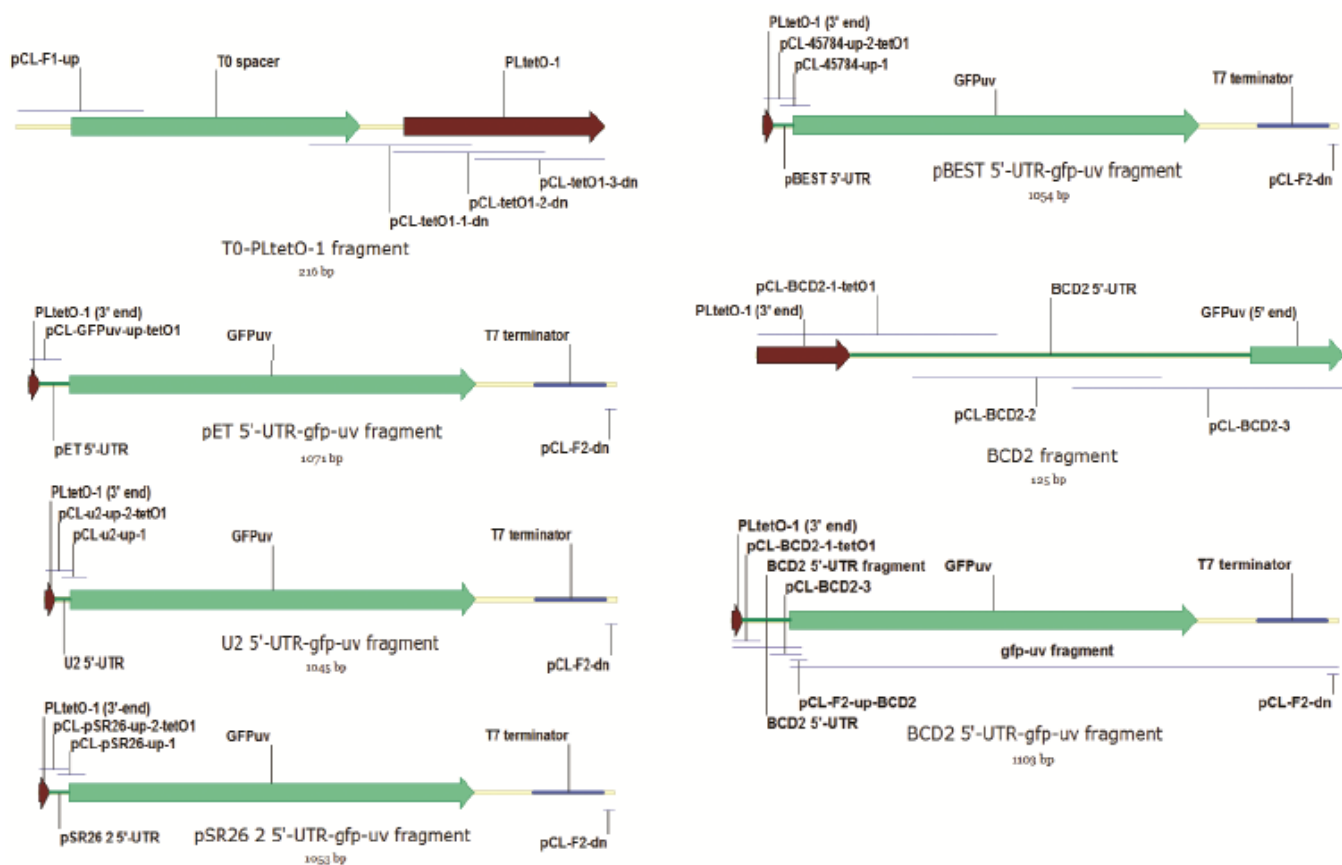 pCL-F1-up
T0 spacer
PLtetO-1
pCL-tetO1-3-dn
pCL-tetO1-2-dn
pCL-tetO1-1-dn
T0-PLtetO-1 fragment
216 bp
PLtetO-1 (3' end)
pCL-GFPuv-up-tetO1
GFPuv
T7 terminator
pET 5'-UTR-gfp-uv fragment
pET 5'-UTR
pCL-F2-dn
1071 bp
PLtetO-1 (3' end)
pCL-u2-up-2-tetO1
pCL-u2-up-1
GFPuv
T7 terminator
U2 5'-UTR-gfp-uv fragment
U2 5'-UTR
pCL-F2-dn
1045 bp
PLtetO-1 (3'-end)
pCL-pSR26-up-2-tetO1
pCL-pSR26-up-1
GFPuv
T7 terminator
pSR26 2 5'-UTR-gfp-uv fragment
pSR26 2 5'-UTR
pCL-F2-dn
1053 bp
PLtetO-1 (3' end)
pCL-45784-up-2-tetO1
pCL-45784-up-1
GFPuv
T7 terminator
pBEST 5'-UTR-gfp-uv fragment
pBEST 5'-UTR
pCL-F2-dn
1054 bp
pCL-BCD2-1-tetO1
BCD2 5'-UTR
PLtetO-1 (3' end)
GFPuv (5' end)
pCL-BCD2-2
pCL-BCD2-3
BCD2 fragment
125 bp
PLtetO-1 (3' end)
pCL-BCD2-1-tetO1
BCD2 5'-UTR fragment
GFPuv
T7 terminator
pCL-BCD2-3
gfp-uv fragment
pCL-F2-up-BCD2
pCL-F2-dn
BCD2 5'-UTR
BCD2 5'-UTR-gfp-uv fragment
1103 bp